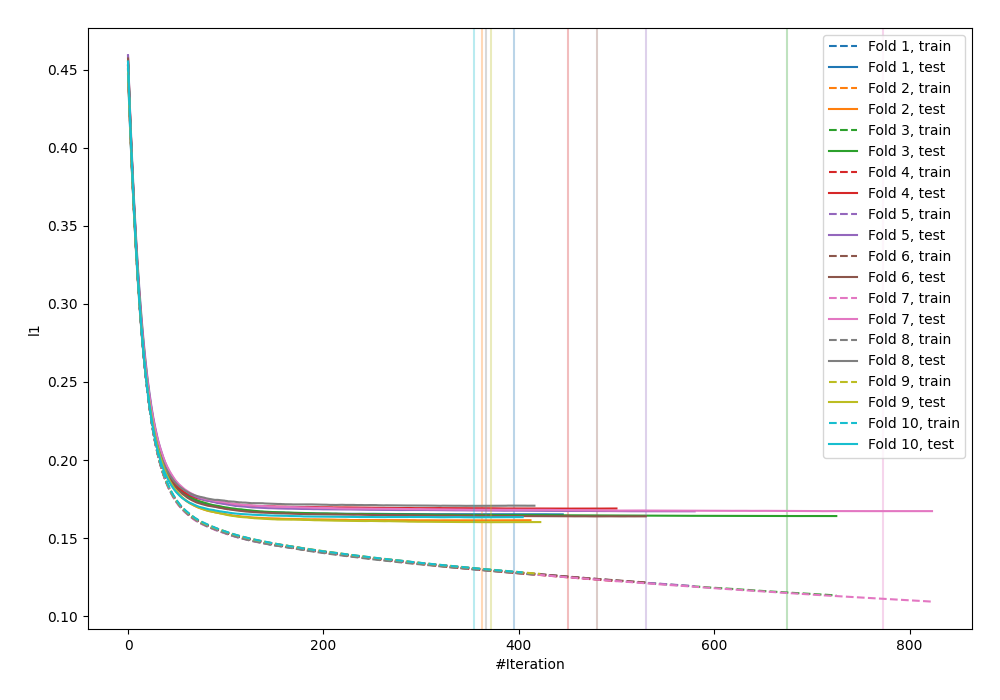 0.45
0.40
0.35
0.30
0.25
0.20
0.15
0.10
l1
0
200
400
600
800
#Iteration
Fold 1, train
Fold 1, test
Fold 2, train
Fold 2, test
Fold 3, train
Fold 3, test
Fold 4, train
Fold 4, test
Fold 5, train
Fold 5, test
Fold 6, train
Fold 6, test
Fold 7, train
Fold 7, test
Fold 8, train
Fold 8, test
Fold 9, train
Fold 9, test
Fold 10, train
Fold 10, test